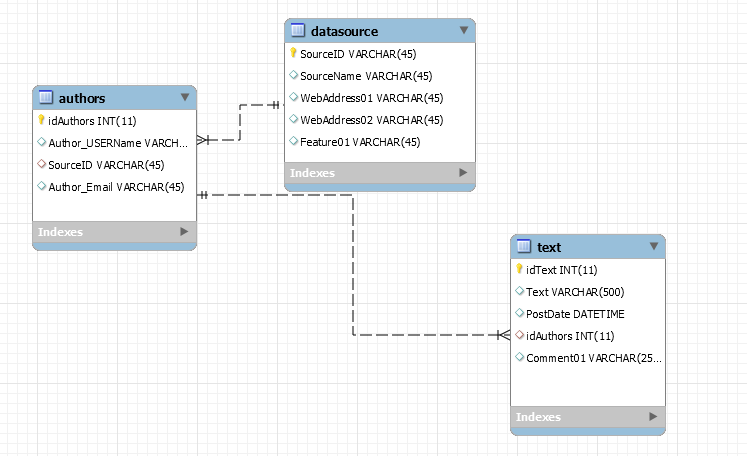 datasource
SourceID VARCHAR(45)
SourceName VARCHAR(45)
WebAddress01 VARCHAR(45)
WebAddress02 VARCHAR(45)
Feature01 VARCHAR(45)
Indexes
authors
idAuthors INT(11)
Author_USERName VARCH...
SourceID VARCHAR(45)
Author_Email VARCHAR(45)
Indexes
text
idText INT(11)
Text VARCHAR(500)
PostDate DATETIME
idAuthors INT(11)
Comment01 VARCHAR(25...
Indexes